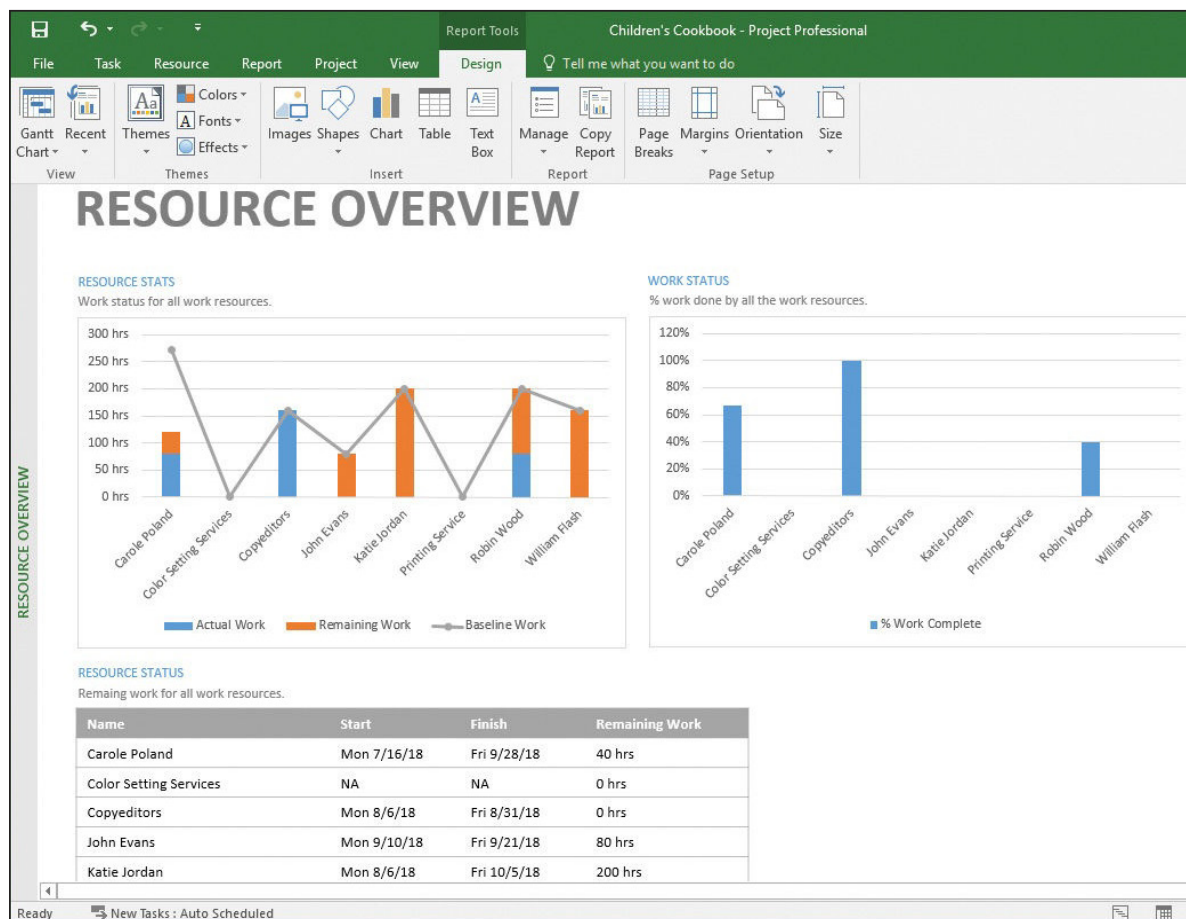 Report Tools
Children's Cookbook - Project Professional
File Task Resource Report Project View Design Tell me what you want to do
Gantt Chart
Recent
Themes
Colors
Fonts
Effects
Images
Shapes
Chart
Table
Text Box
Manage
Copy Report
Page Breaks
Margins
Orientation
Size
View
Themes
Insert
Report
Page Setup
RESOURCE OVERVIEW
RESOURCE OVERVIEW
RESOURCE STATS
Work status for all work resources.
300 hrs
250 hrs
200 hrs
150 hrs
100 hrs
50 hrs
0 hrs
Carole Poland
Color Setting Services
Copyeditors
John Evans
Katie Jordan
Printing Service
Robin Wood
William Flash
Actual Work Remaining Work Baseline Work
WORK STATUS
% work done by all the work resources.
120%
100%
80%
60%
40%
20%
0%
Carole Poland
Color Setting Services
Copyeditors
John Evans
Katie Jordan
Printing Service
Robin Wood
William Flash
% Work Complete
RESOURCE STATUS
Remaing work for all work resources.
Name Start Finish Remaining Work
Carole Poland Mon 7/16/18 Fri 9/28/18 40 hrs
Color Setting Services NA NA 0 hrs
Copyeditors Mon 8/6/18 Fri 8/31/18 0 hrs
John Evans Mon 9/10/18 Fri 9/21/18 80 hrs
Katie Jordan Mon 8/6/18 Fri 10/5/18 200 hrs
Ready New Tasks : Auto Scheduled